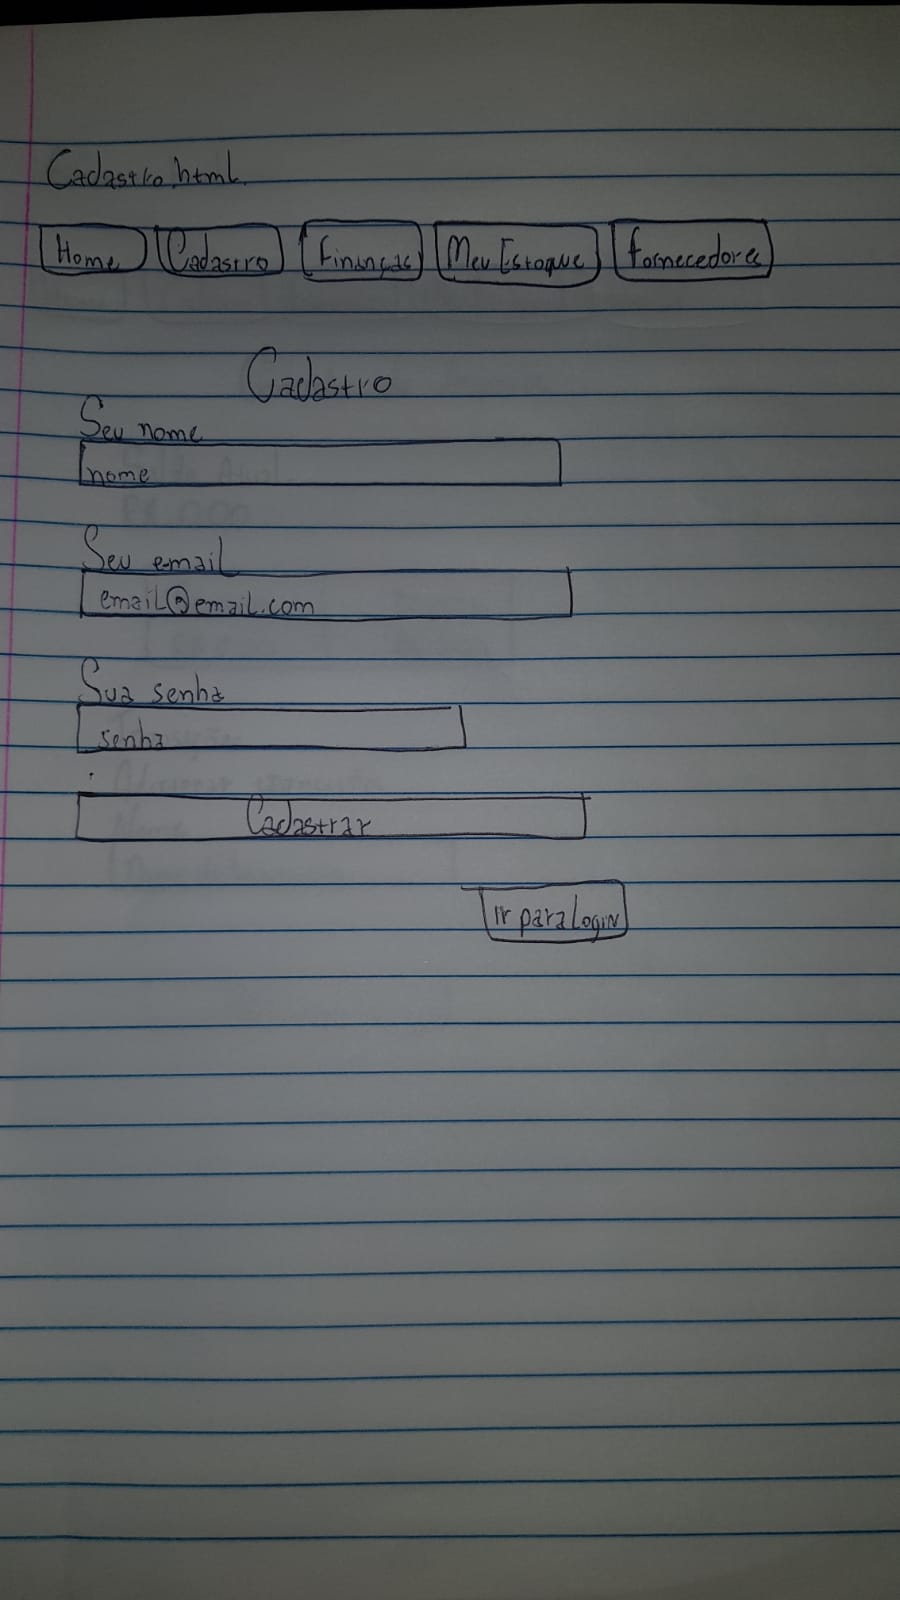 Cadastro.html
Home Cadastro Finanças Meu Estoque Fornecedores
Cadastro
Seu nome
nome
Seu email
email@email.com
Sua senha
senha
Cadastrar
Ir para Login